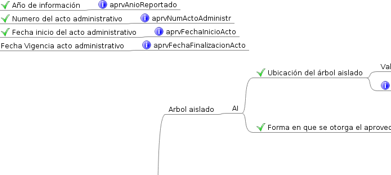 Año de información aprvAnioReportado
Numero del acto administrativo aprvNumActoAdministr
Fecha inicio del acto administrativo aprvFechaInicioActo
Fecha Vigencia acto administrativo aprvFechaFinalizacionActo
Ubicación del árbol aislado
Arbol aislado AI
Forma en que se otorga el